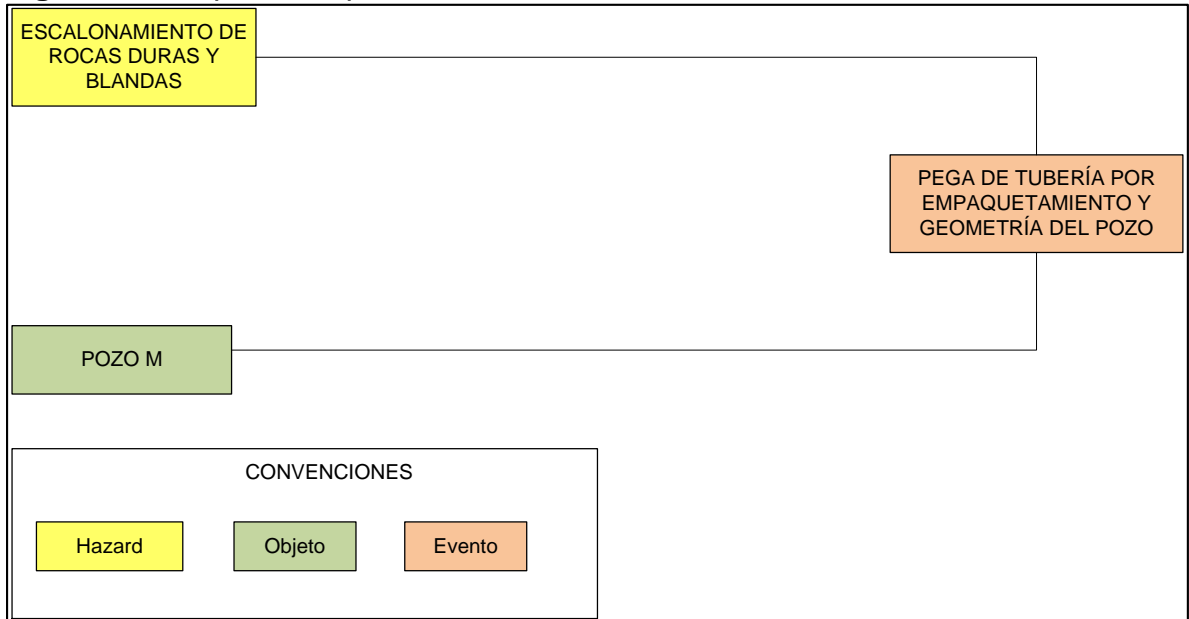 ESCALONAMIENTO DE
ROCAS DURAS Y
BLANDAS
PEGA DE TUBERÍA POR
EMPAQUETAMIENTO Y
GEOMETRÍA DEL POZO
POZO M
CONVENCIONES
Hazard
Objeto
Evento